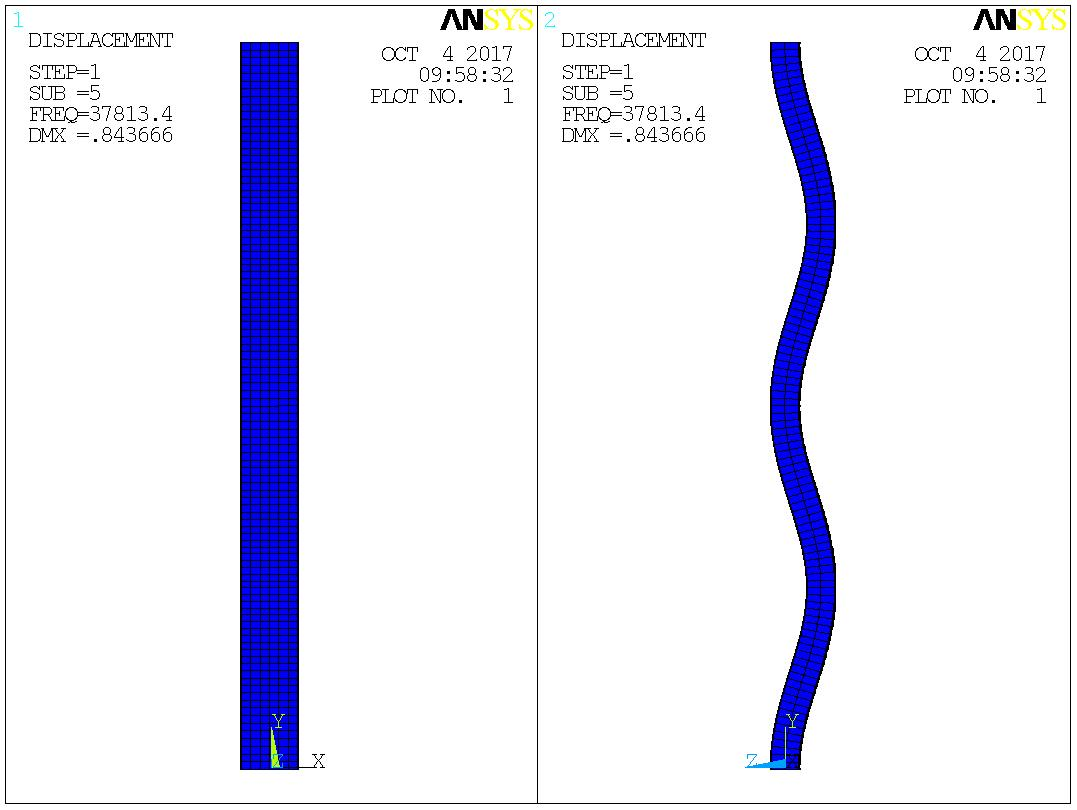 1
ANSYS
DISPLACEMENT
STEP=1
SUB =5
FREQ=37813.4
DMX =.843666
OCT  4 2017
09:58:32
PLOT NO.   1
Y
Z
X
2
ANSYS
DISPLACEMENT
STEP=1
SUB =5
FREQ=37813.4
DMX =.843666
OCT  4 2017
09:58:32
PLOT NO.   1
Y
Z